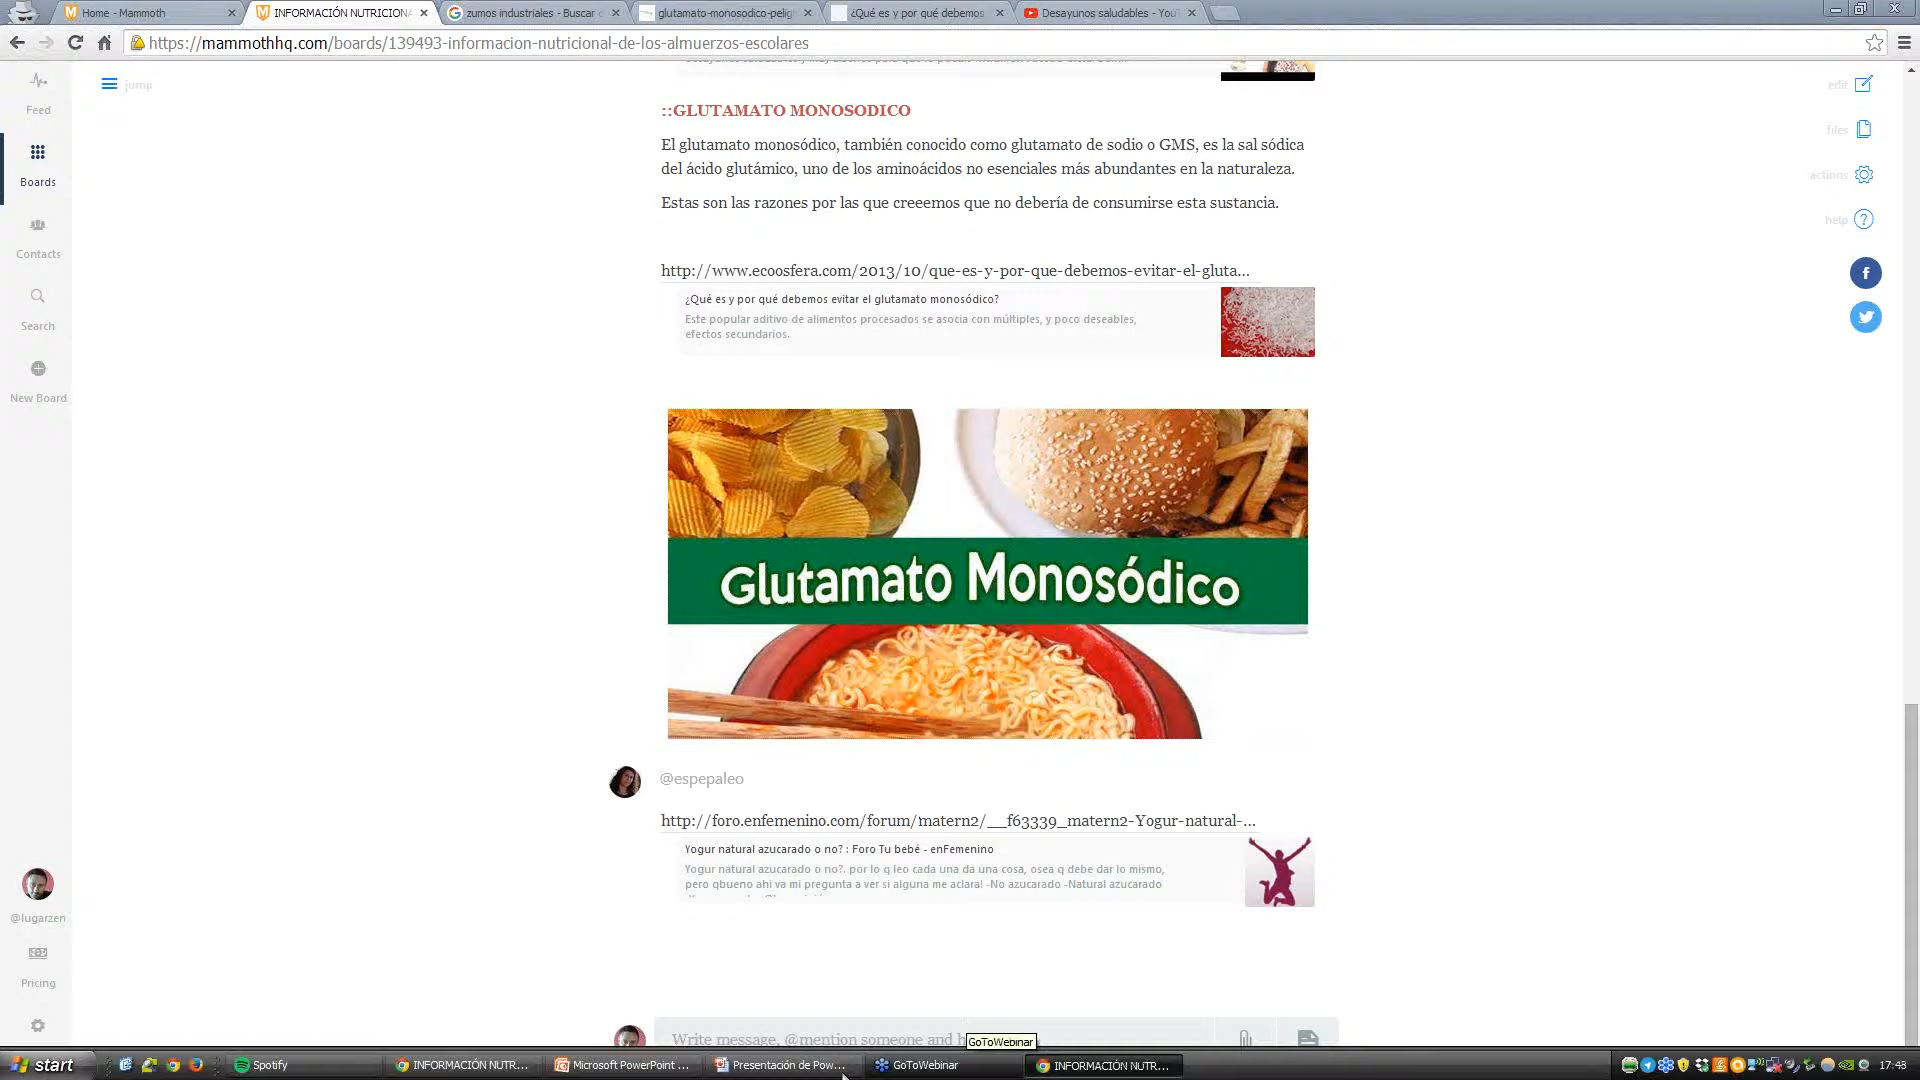 Home - Mammoth
INFORMACIÓN NUTRICION
zumos industriales - Buscar
glutamato-monosodico-pelig
¿Qué es y por qué debemos
Desayunos saludables - You
https://mammothhq.com/boards/139493-informacion-nutricional-de-los-almuerzos-escolares
jump
Feed
Boards
Contacts
Search
New Board
@lugarzen
Pricing
edit
files
actions
help
::GLUTAMATO MONOSODICO
El glutamato monosódico, también conocido como glutamato de sodio o GMS, es la sal sódica
del ácido glutámico, uno de los aminoácidos no esenciales más abundantes en la naturaleza.
Estas son las razones por las que creeemos que no debería de consumirse esta sustancia.
http://www.ecoosfera.com/2013/10/que-es-y-por-que-debemos-evitar-el-gluta...
¿Qué es y por qué debemos evitar el glutamato monosódico?
Este popular aditivo de alimentos procesados se asocia con múltiples, y poco deseables,
efectos secundarios.
Glutamato Monosódico
@espepaleo
http://foro.enfemenino.com/forum/matern2/__f63339_matern2-Yogur-natural-...
Yogur natural azucarado o no? : Foro Tu bebé - enFemenino
Yogur natural azucarado o no?. por lo q leo cada una da una cosa, osea q debe dar lo mismo,
pero qbueno ahi va mi pregunta a ver si alguna me aclara! -No azucarado -Natural azucarado
Write message, @mention someone and h
GoToWebinar
start
Spotify
INFORMACIÓN NUTR...
Microsoft PowerPoint ...
Presentación de Pow...
GoToWebinar
INFORMACIÓN NUTR...
17:48